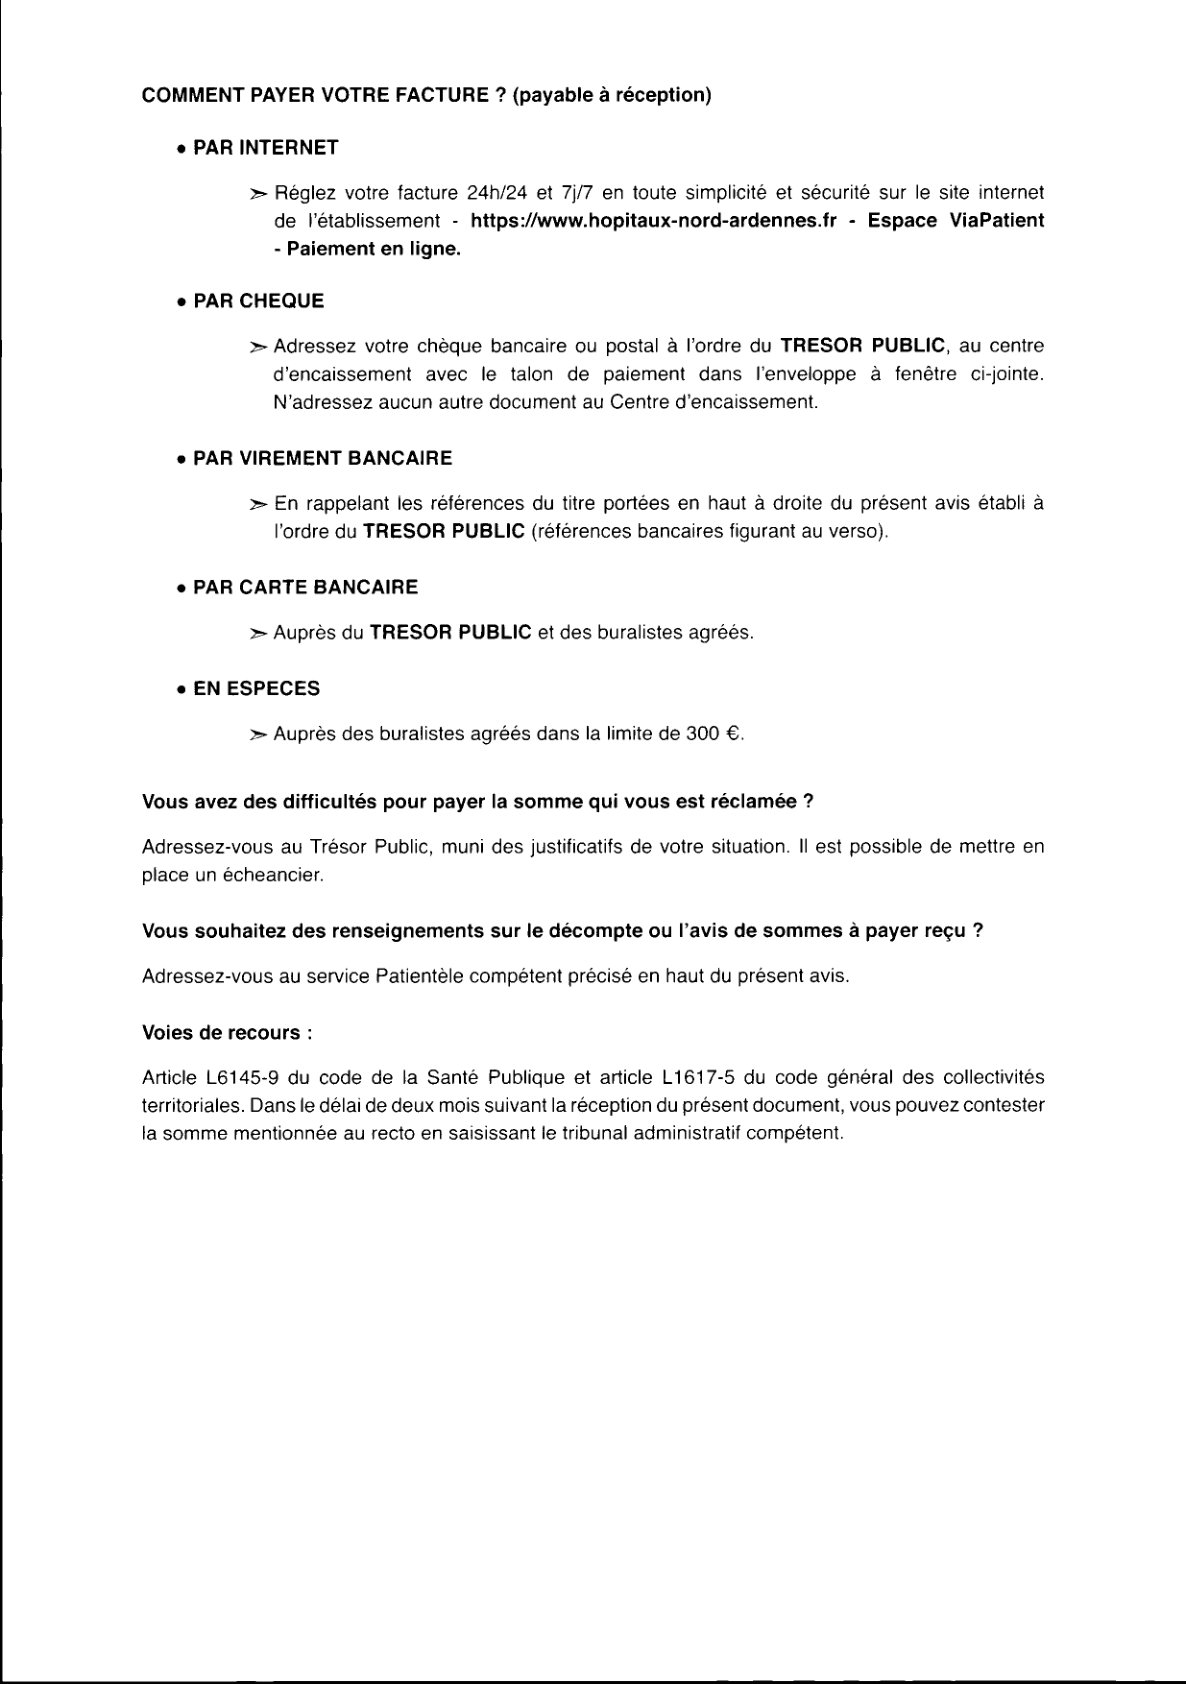 COMMENT PAYER VOTRE FACTURE ? (payable à réception)
• PAR INTERNET
➢ Réglez votre facture 24h/24 et 7j/7 en toute simplicité et sécurité sur le site internet
de l'établissement - https://www.hopitaux-nord-ardennes.fr - Espace ViaPatient
- Paiement en ligne.
• PAR CHEQUE
➢ Adressez votre chèque bancaire ou postal à l'ordre du TRESOR PUBLIC, au centre
d'encaissement avec le talon de paiement dans l'enveloppe à fenêtre ci-jointe.
N'adressez aucun autre document au Centre d'encaissement.
• PAR VIREMENT BANCAIRE
➢ En rappelant les références du titre portées en haut à droite du présent avis établi à
l'ordre du TRESOR PUBLIC (références bancaires figurant au verso).
• PAR CARTE BANCAIRE
➢ Auprès du TRESOR PUBLIC et des buralistes agréés.
• EN ESPECES
➢ Auprès des buralistes agréés dans la limite de 300 €.
Vous avez des difficultés pour payer la somme qui vous est réclamée ?
Adressez-vous au Trésor Public, muni des justificatifs de votre situation. Il est possible de mettre en
place un écheancier.
Vous souhaitez des renseignements sur le décompte ou l'avis de sommes à payer reçu ?
Adressez-vous au service Patientèle compétent précisé en haut du présent avis.
Voies de recours :
Article L6145-9 du code de la Santé Publique et article L1617-5 du code général des collectivités
territoriales. Dans le délai de deux mois suivant la réception du présent document, vous pouvez contester
la somme mentionnée au recto en saisissant le tribunal administratif compétent.